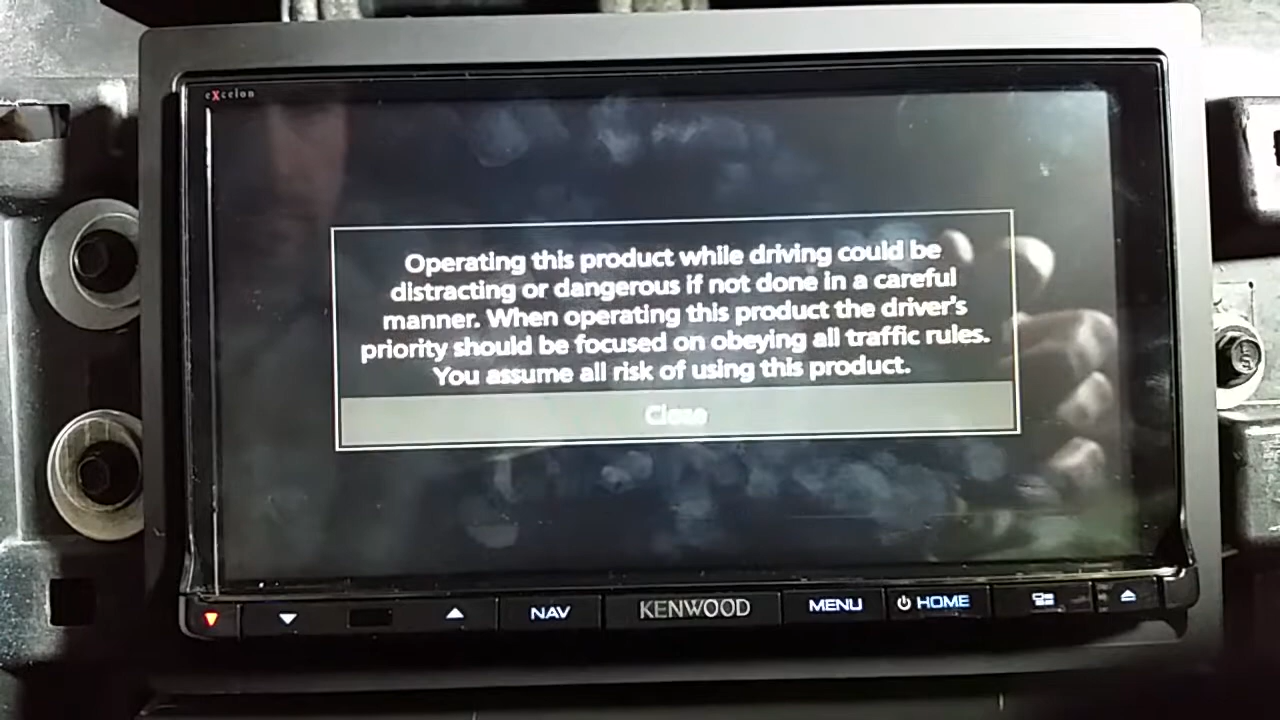 eXcelon
Operating this product while driving could be
distracting or dangerous if not done in a careful
manner. When operating this product the driver's
priority should be focused on obeying all traffic rules.
You assume all risk of using this product.
Close
NAV
KENWOOD
MENU
HOME